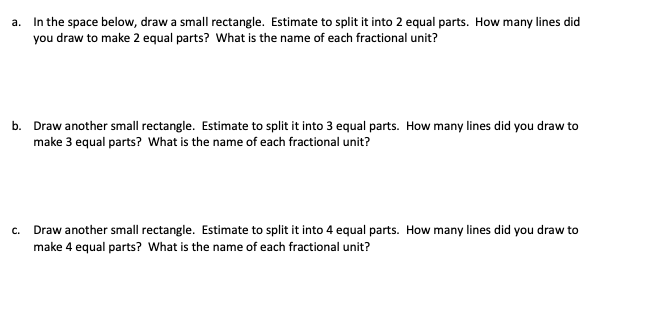 a. In the space below, draw a small rectangle. Estimate to split it into 2 equal parts. How many lines did
you draw to make 2 equal parts? What is the name of each fractional unit?
b. Draw another small rectangle. Estimate to split it into 3 equal parts. How many lines did you draw to
make 3 equal parts? What is the name of each fractional unit?
c. Draw another small rectangle. Estimate to split it into 4 equal parts. How many lines did you draw to
make 4 equal parts? What is the name of each fractional unit?